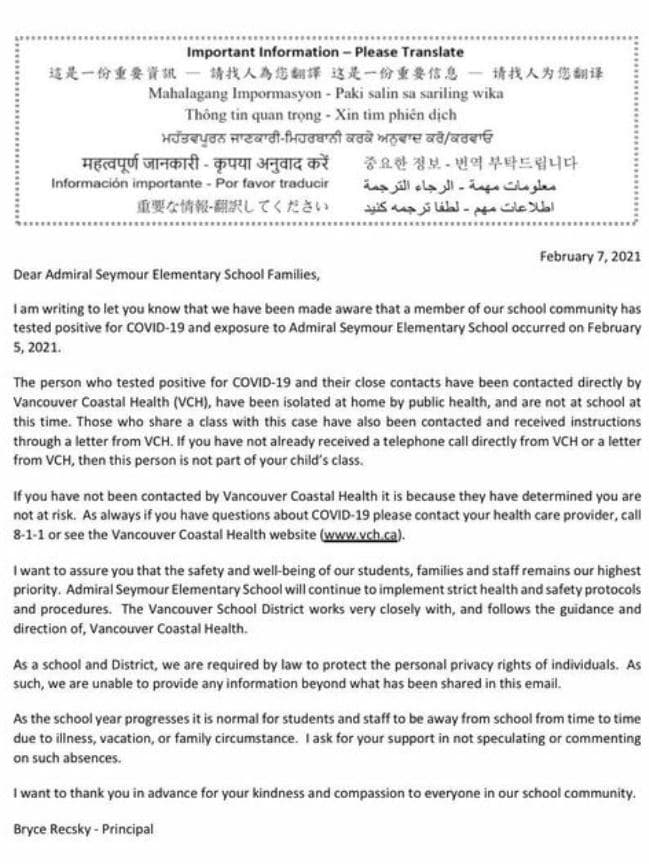 Important Information – Please Translate
這是一份重要資訊 — 請找人為您翻譯 这是一份重要信息 — 请找人为您翻译
Mahalagang Impormasyon - Paki salin sa sariling wika
Thông tin quan trọng - Xin tìm phiên dịch
ਮਹੱਤਵਪੂਰਨ ਜਾਣਕਾਰੀ-ਮਿਹਰਬਾਨੀ ਕਰਕੇ ਅਨੁਵਾਦ ਕਰੋ/ਕਰਵਾਓ
महत्वपूर्ण जानकारी - कृपया अनुवाद करें 중요한 정보 - 번역 부탁드립니다
Información importante - Por favor traducir معلومات مهمة - الرجاء الترجمة
重要な情報-翻訳してください اطلاعات مهم - لطفا ترجمه کنید
February 7, 2021
Dear Admiral Seymour Elementary School Families,
I am writing to let you know that we have been made aware that a member of our school community has
tested positive for COVID-19 and exposure to Admiral Seymour Elementary School occurred on February
5, 2021.
The person who tested positive for COVID-19 and their close contacts have been contacted directly by
Vancouver Coastal Health (VCH), have been isolated at home by public health, and are not at school at
this time. Those who share a class with this case have also been contacted and received instructions
through a letter from VCH. If you have not already received a telephone call directly from VCH or a letter
from VCH, then this person is not part of your child's class.
If you have not been contacted by Vancouver Coastal Health it is because they have determined you are
not at risk. As always if you have questions about COVID-19 please contact your health care provider, call
8-1-1 or see the Vancouver Coastal Health website (www.vch.ca).
I want to assure you that the safety and well-being of our students, families and staff remains our highest
priority. Admiral Seymour Elementary School will continue to implement strict health and safety protocols
and procedures. The Vancouver School District works very closely with, and follows the guidance and
direction of, Vancouver Coastal Health.
As a school and District, we are required by law to protect the personal privacy rights of individuals. As
such, we are unable to provide any information beyond what has been shared in this email.
As the school year progresses it is normal for students and staff to be away from school from time to time
due to illness, vacation, or family circumstance. I ask for your support in not speculating or commenting
on such absences.
I want to thank you in advance for your kindness and compassion to everyone in our school community.
Bryce Recsky - Principal